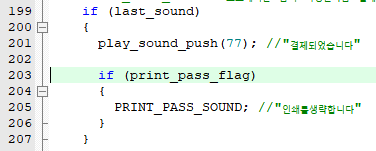 199 if (last_sound)
200 {
201 play_sound_push(77); //"결제되었습니다"
202
203 if (print_pass_flag)
204 {
205 PRINT_PASS_SOUND; //"인쇄를생략합니다"
206 }
207 }